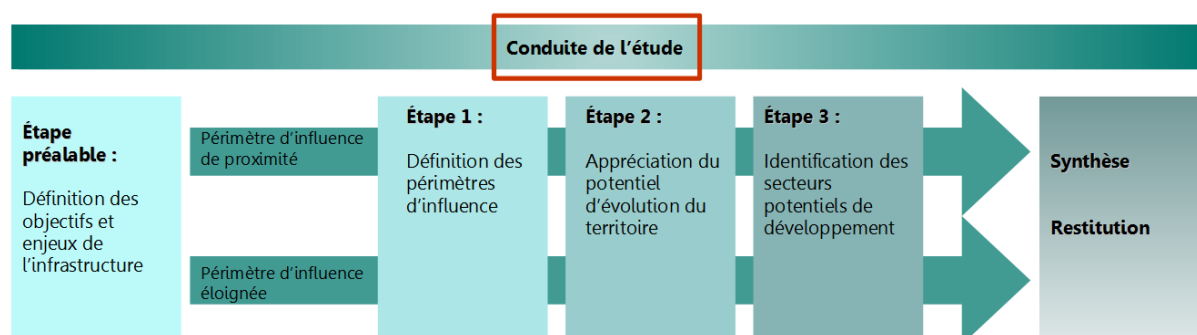 Conduite de l'étude
Étape
préalable :
Définition des
objectifs et
enjeux de
l'infrastructure
Périmètre d'influence
de proximité
Périmètre d'influence
éloignée
Étape 1 :
Définition des
périmètres
d'influence
Étape 2 :
Appréciation du
potentiel
d'évolution du
territoire
Étape 3 :
Identification des
secteurs
potentiels de
développement
Synthèse
Restitution